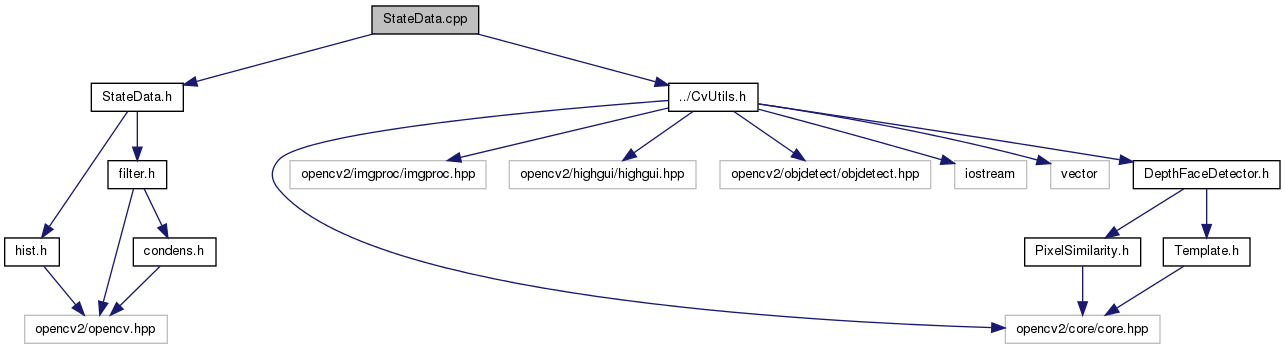 StateData.cpp
StateData.h
../CvUtils.h
filter.h
opencv2/imgproc/imgproc.hpp
opencv2/highgui/highgui.hpp
opencv2/objdetect/objdetect.hpp
iostream
vector
DepthFaceDetector.h
hist.h
condens.h
PixelSimilarity.h
Template.h
opencv2/opencv.hpp
opencv2/core/core.hpp